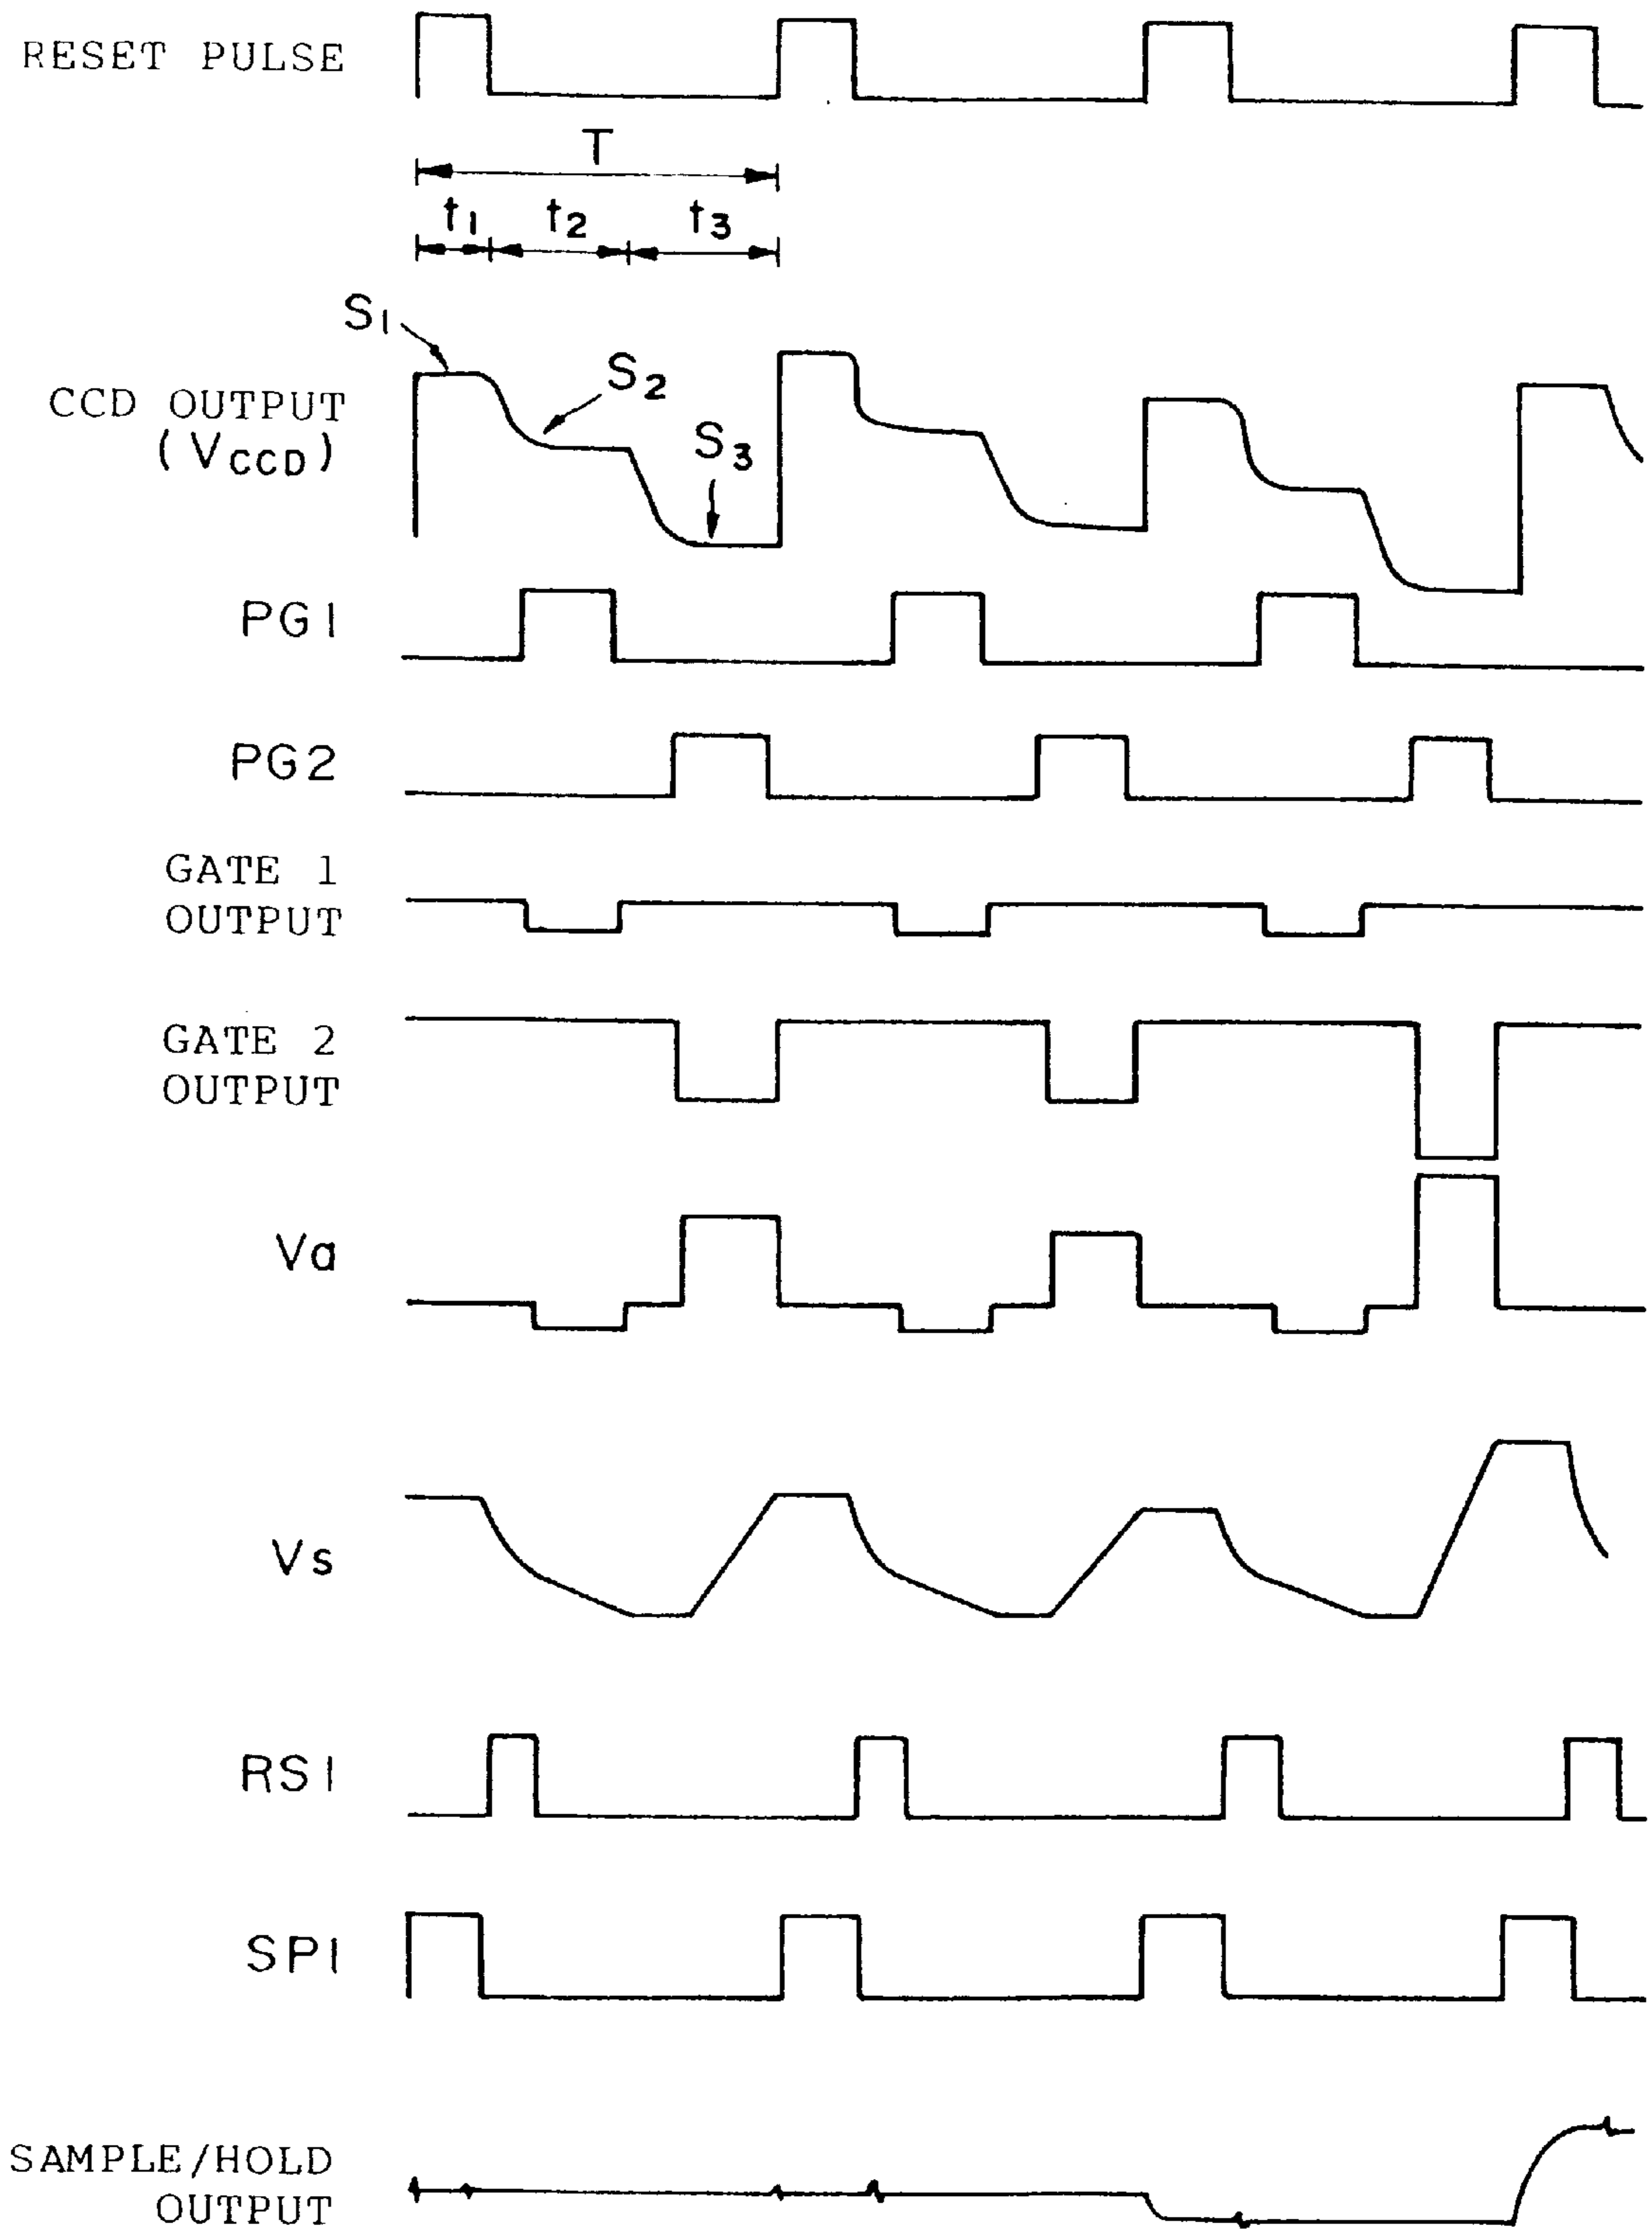 RESET PULSE
T
t1 t2 t3
S1
S2
CCD OUTPUT
(VCCD)
S3
PG1
PG2
GATE 1
OUTPUT
GATE 2
OUTPUT
Va
Vs
RS1
SP1
SAMPLE/HOLD
OUTPUT